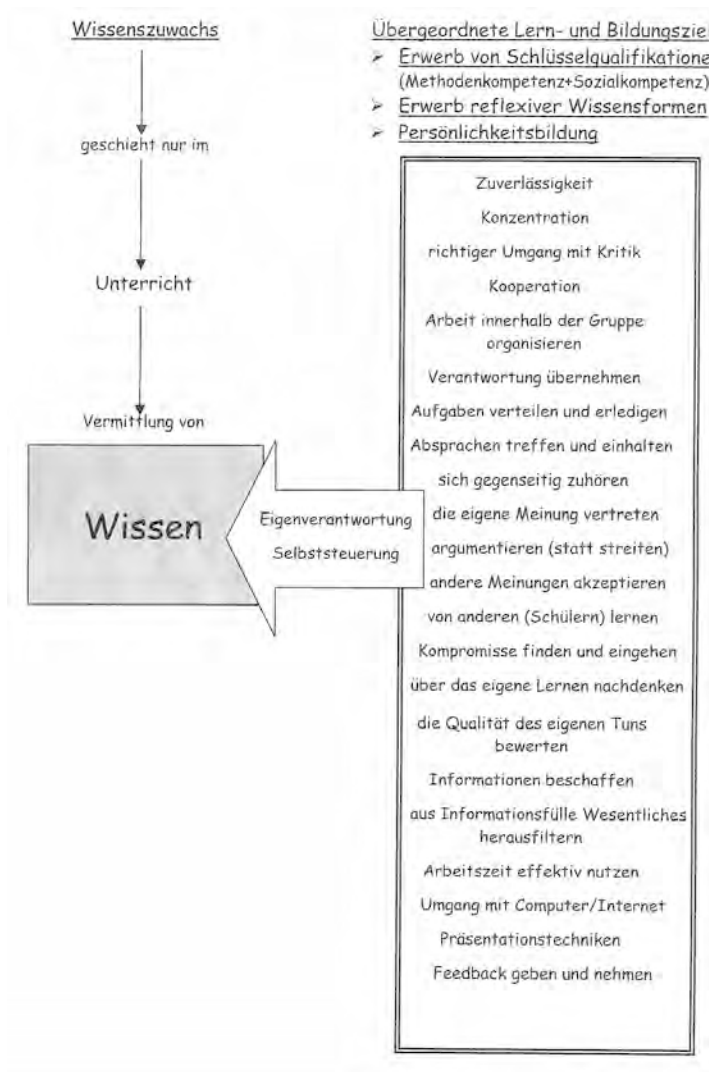 Wissenszuwachs
geschieht nur im
Unterricht
Vermittlung von
Wissen
Eigenverantwortung
Selbststeuerung
Übergeordnete Lern- und Bildungsziel
➢ Erwerb von Schlüsselqualifikatione
(Methodenkompetenz+Sozialkompetenz)
➢ Erwerb reflexiver Wissensformen
➢ Persönlichkeitsbildung
Zuverlässigkeit
Konzentration
richtiger Umgang mit Kritik
Kooperation
Arbeit innerhalb der Gruppe
organisieren
Verantwortung übernehmen
Aufgaben verteilen und erledigen
Absprachen treffen und einhalten
sich gegenseitig zuhören
die eigene Meinung vertreten
argumentieren (statt streiten)
andere Meinungen akzeptieren
von anderen (Schülern) lernen
Kompromisse finden und eingehen
über das eigene Lernen nachdenken
die Qualität des eigenen Tuns
bewerten
Informationen beschaffen
aus Informationsfülle Wesentliches
herausfiltern
Arbeitszeit effektiv nutzen
Umgang mit Computer/Internet
Präsentationstechniken
Feedback geben und nehmen